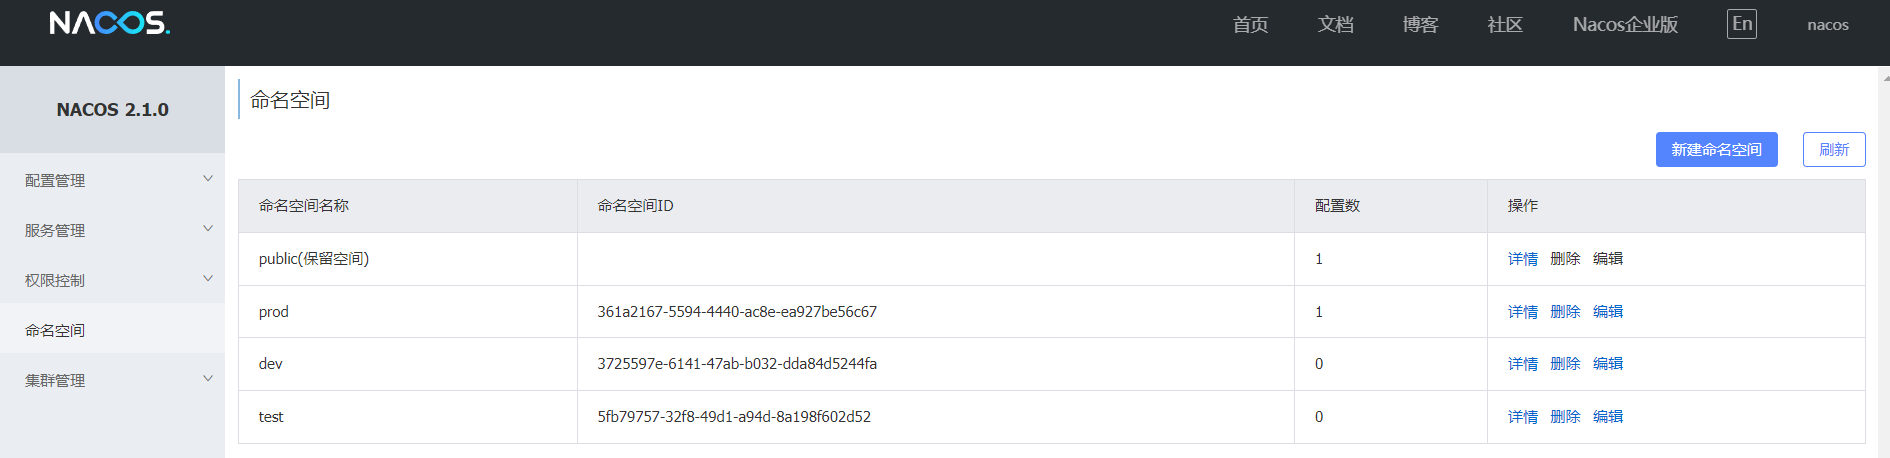 NACOS.
首页 文档 博客 社区 Nacos企业版 En nacos
NACOS 2.1.0
配置管理
服务管理
权限控制
命名空间
集群管理
命名空间
新建命名空间 刷新
命名空间名称 命名空间ID 配置数 操作
public(保留空间) 1 详情 删除 编辑
prod 361a2167-5594-4440-ac8e-ea927be56c67 1 详情 删除 编辑
dev 3725597e-6141-47ab-b032-dda84d5244fa 0 详情 删除 编辑
test 5fb79757-32f8-49d1-a94d-8a198f602d52 0 详情 删除 编辑